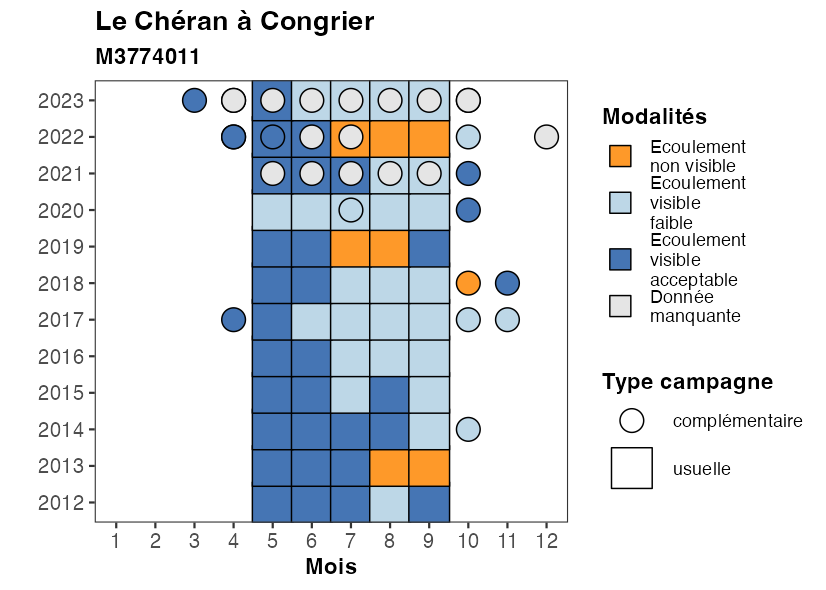 Le Chéran à Congrier
M3774011
2023
2022
2021
2020
2019
2018
2017
2016
2015
2014
2013
2012
1 2 3 4 5 6 7 8 9 10 11 12
Mois
Modalités
Ecoulement
non visible
Ecoulement
visible
faible
Ecoulement
visible
acceptable
Donnée
manquante
Type campagne
complémentaire
usuelle